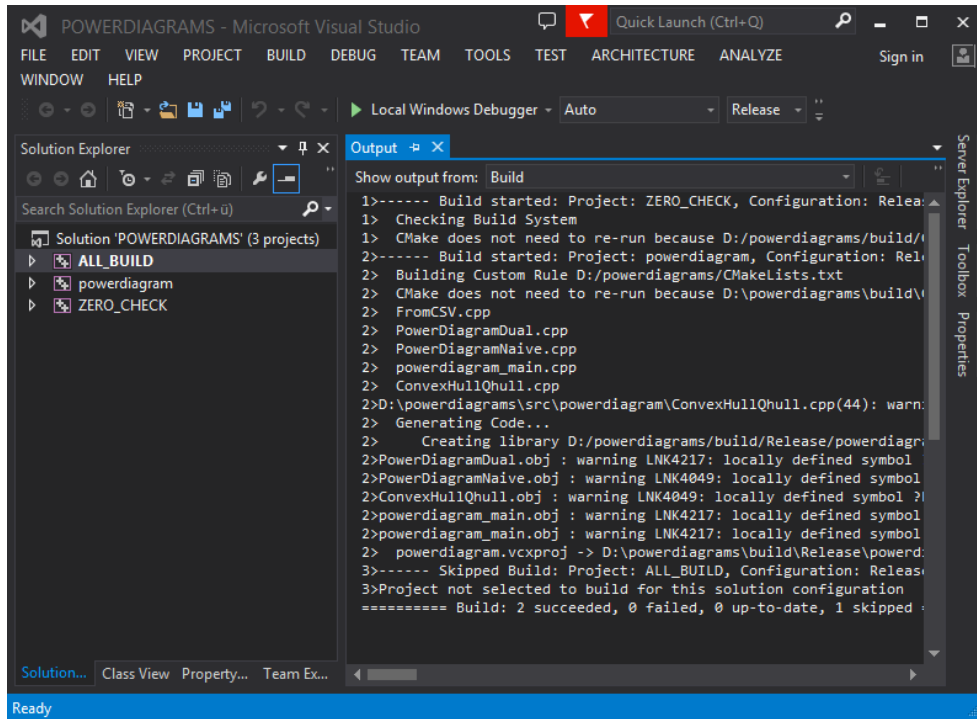 POWERDIAGRAMS - Microsoft Visual Studio
Quick Launch (Ctrl+Q)
FILE EDIT VIEW PROJECT BUILD DEBUG TEAM TOOLS TEST ARCHITECTURE ANALYZE Sign in
WINDOW HELP
Local Windows Debugger Auto Release
Solution Explorer
Search Solution Explorer (Ctrl+ü)
Solution 'POWERDIAGRAMS' (3 projects)
ALL_BUILD
powerdiagram
ZERO_CHECK
Solution... Class View Property... Team Ex...
Output
Show output from: Build
1>------ Build started: Project: ZERO_CHECK, Configuration: Relea
1> Checking Build System
1> CMake does not need to re-run because D:/powerdiagrams/build/
2>------ Build started: Project: powerdiagram, Configuration: Rel
2> Building Custom Rule D:/powerdiagrams/CMakeLists.txt
2> CMake does not need to re-run because D:\powerdiagrams\build\
2> FromCSV.cpp
2> PowerDiagramDual.cpp
2> PowerDiagramNaive.cpp
2> powerdiagram_main.cpp
2> ConvexHullQhull.cpp
2>D:\powerdiagrams\src\powerdiagram\ConvexHullQhull.cpp(44): warn
2> Generating Code...
2> Creating library D:/powerdiagrams/build/Release/powerdiagr
2>PowerDiagramDual.obj : warning LNK4217: locally defined symbol
2>PowerDiagramNaive.obj : warning LNK4049: locally defined symbol
2>ConvexHullQhull.obj : warning LNK4049: locally defined symbol ?
2>powerdiagram_main.obj : warning LNK4217: locally defined symbol
2>powerdiagram_main.obj : warning LNK4217: locally defined symbol
2> powerdiagram.vcxproj -> D:\powerdiagrams\build\Release\powerd
3>------ Skipped Build: Project: ALL_BUILD, Configuration: Releas
3>Project not selected to build for this solution configuration
========== Build: 2 succeeded, 0 failed, 0 up-to-date, 1 skipped
Server Explorer
Toolbox
Properties
Ready